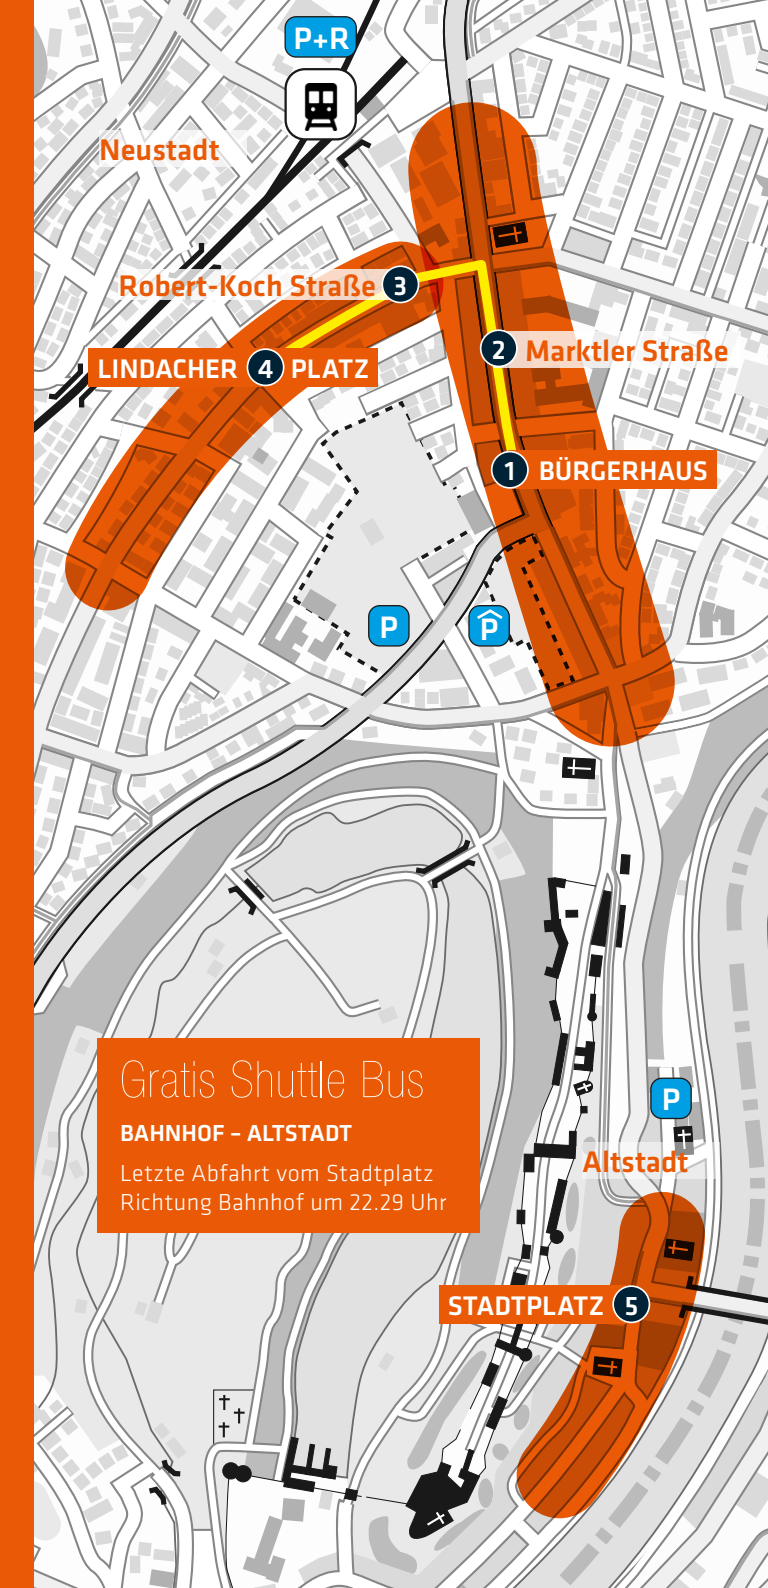 P+R
Neustadt
Robert-Koch Straße 3
LINDACHER 4 PLATZ
2 Marktler Straße
1 BÜRGERHAUS
P
P
Gratis Shuttle Bus
BAHNHOF – ALTSTADT
Letzte Abfahrt vom Stadtplatz
Richtung Bahnhof um 22.29 Uhr
P
Altstadt
STADTPLATZ 5